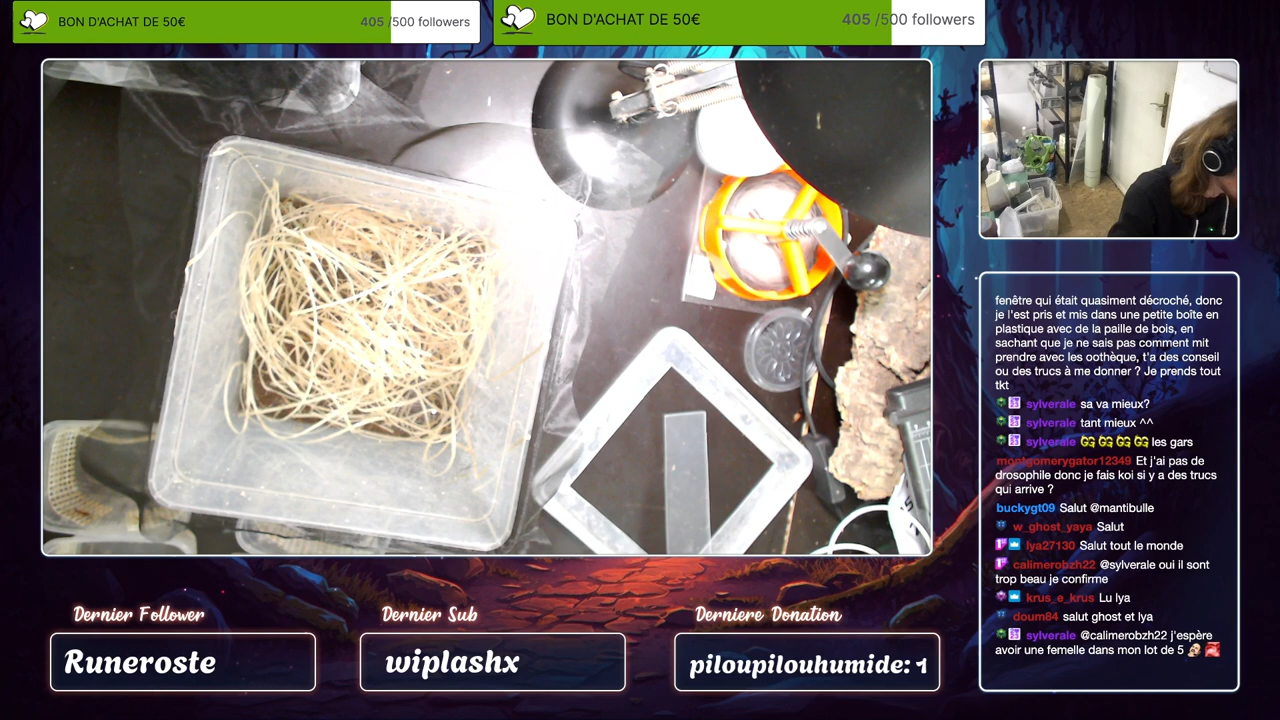 BON D'ACHAT DE 50€ 405 /500 followers
BON D'ACHAT DE 50€ 405 /500 followers
fenêtre qui était quasiment décroché, donc
je l'est pris et mis dans une petite boîte en
plastique avec de la paille de bois, en
sachant que je ne sais pas comment mit
prendre avec les oothèque, t'a des conseil
ou des trucs à me donner ? Je prends tout
tkt
sylverale sa va mieux?
sylverale tant mieux ^^
sylverale GG GG GG GG les gars
montgomerygator12349 Et j'ai pas de
drosophile donc je fais koi si y a des trucs
qui arrive ?
buckygt09 Salut @mantibulle
w_ghost_yaya Salut
lya27130 Salut tout le monde
calimerobzh22 @sylverale oui il sont
trop beau je confirme
krus_e_krus Lu lya
doum84 salut ghost et lya
sylverale @calimerobzh22 j'espère
avoir une femelle dans mon lot de 5
Dernier Follower
Runeroste
Dernier Sub
wiplashx
Derniere Donation
piloupilouhumide: 1